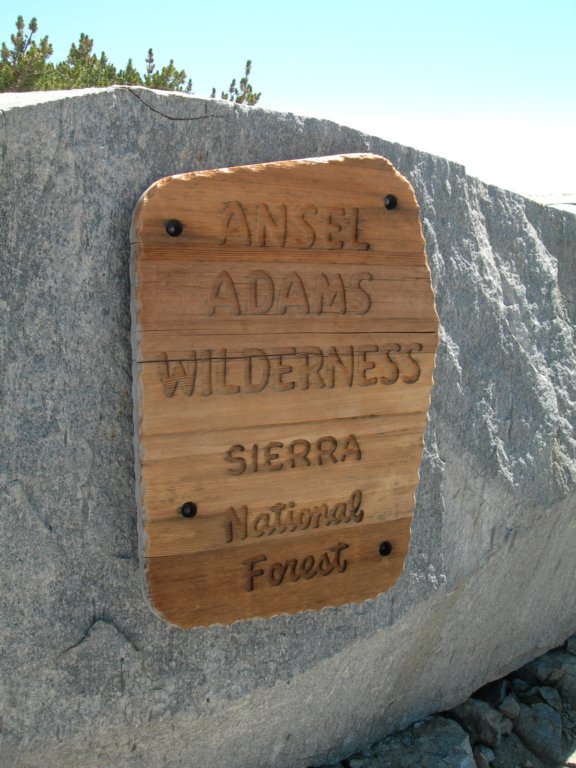 ANSEL
ADAMS
WILDERNESS
SIERRA
National
Forest